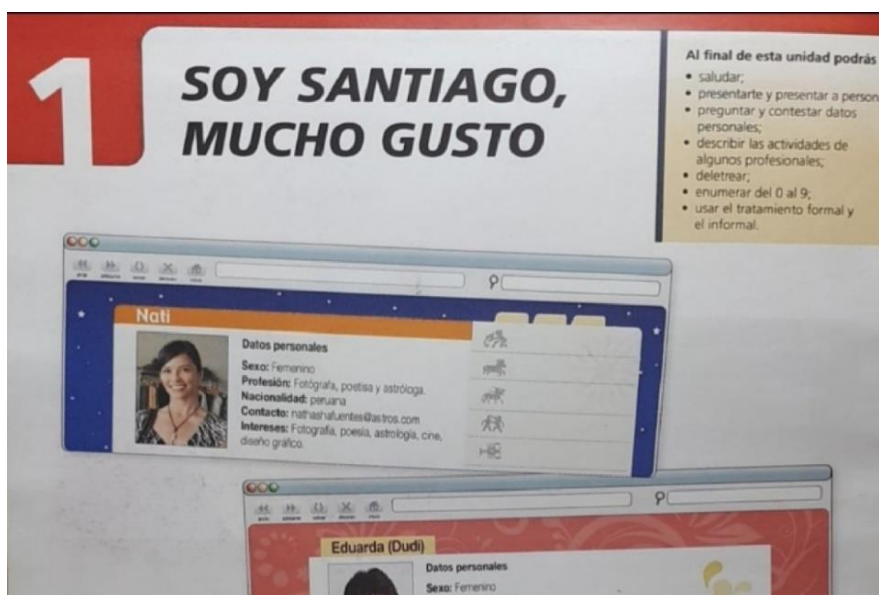 1
SOY SANTIAGO,
MUCHO GUSTO
Al final de esta unidad podrás
• saludar;
• presentarte y presentar a person
• preguntar y contestar datos
personales;
• describir las actividades de
algunos profesionales;
• deletrear;
• enumerar del 0 al 9;
• usar el tratamiento formal y
el informal.
Nati
Datos personales
Sexo: Femenino
Profesión: Fotógrafa, poetisa y astróloga.
Nacionalidad: peruana
Contacto: nathashafuentes@astros.com
Intereses: Fotografía, poesía, astrología, cine,
diseño gráfico.
Eduarda (Dudi)
Datos personales
Sexo: Femenino